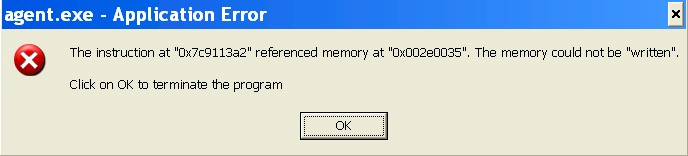 agent.exe - Application Error
The instruction at "0x7c9113a2" referenced memory at "0x002e0035". The memory could not be "written".
Click on OK to terminate the program
OK